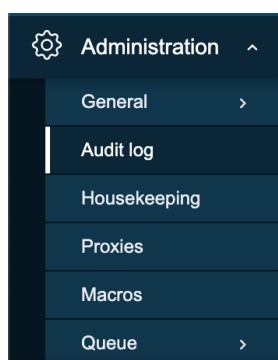 Administration
General
Audit log
Housekeeping
Proxies
Macros
Queue